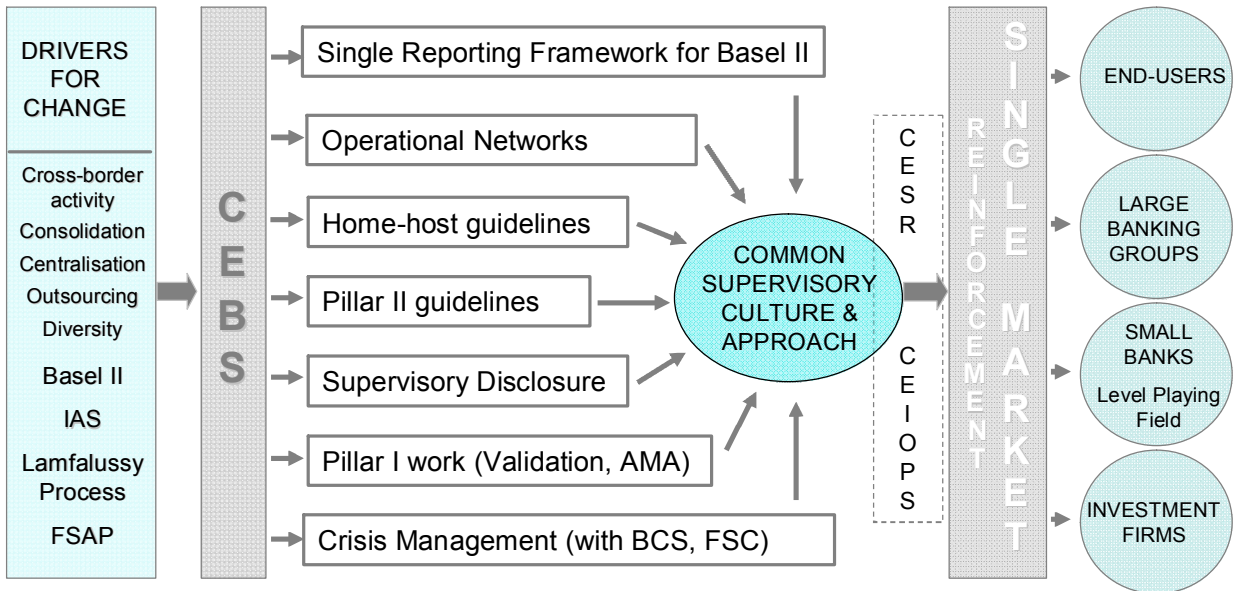 DRIVERS
FOR
CHANGE
Cross-border
activity
Consolidation
Centralisation
Outsourcing
Diversity
Basel II
IAS
Lamfalussy
Process
FSAP
CEBS
Single Reporting Framework for Basel II
Operational Networks
Home-host guidelines
Pillar II guidelines
Supervisory Disclosure
Pillar I work (Validation, AMA)
Crisis Management (with BCS, FSC)
COMMON
SUPERVISORY
CULTURE &
APPROACH
CESR
CEIOPS
REINFORCEMENT
SINGLE MARKET
END-USERS
LARGE
BANKING
GROUPS
SMALL
BANKS
Level Playing
Field
INVESTMENT
FIRMS